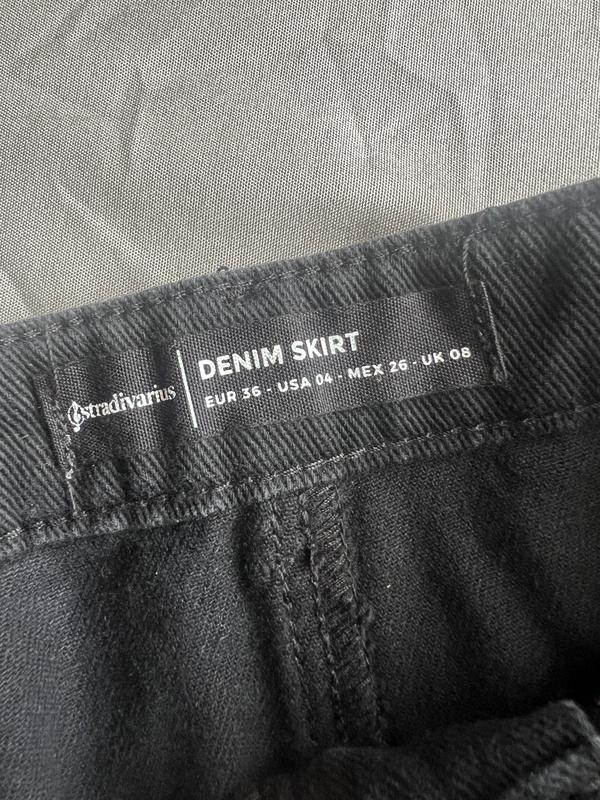 stradivarius
DENIM SKIRT
EUR 36 - USA 04 - MEX 26 - UK 08